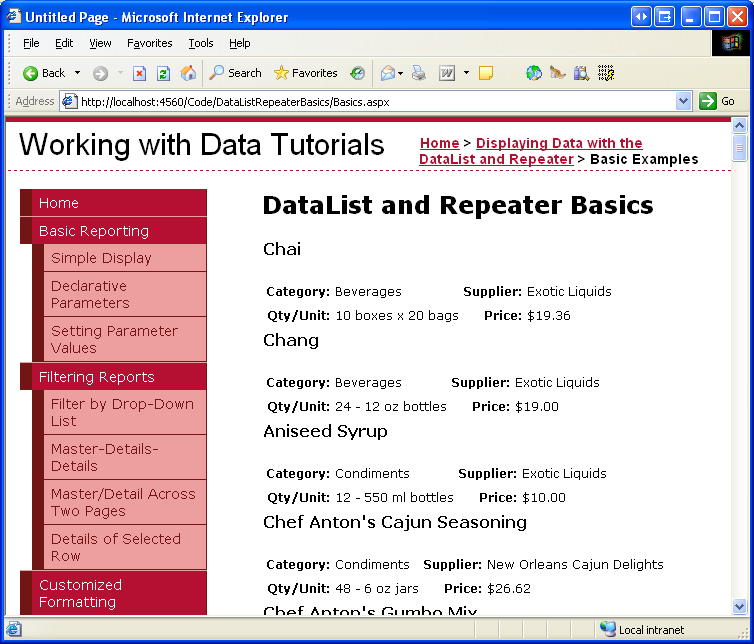 Untitled Page - Microsoft Internet Explorer
File Edit View Favorites Tools Help
Back Search Favorites
Address http://localhost:4560/Code/DataListRepeaterBasics/Basics.aspx Go
Working with Data Tutorials
Home > Displaying Data with the
DataList and Repeater > Basic Examples
Home
Basic Reporting
Simple Display
Declarative
Parameters
Setting Parameter
Values
Filtering Reports
Filter by Drop-Down
List
Master-Details-
Details
Master/Detail Across
Two Pages
Details of Selected
Row
Customized
Formatting
DataList and Repeater Basics
Chai
Category: Beverages Supplier: Exotic Liquids
Qty/Unit: 10 boxes x 20 bags Price: $19.36
Chang
Category: Beverages Supplier: Exotic Liquids
Qty/Unit: 24 - 12 oz bottles Price: $19.00
Aniseed Syrup
Category: Condiments Supplier: Exotic Liquids
Qty/Unit: 12 - 550 ml bottles Price: $10.00
Chef Anton's Cajun Seasoning
Category: Condiments Supplier: New Orleans Cajun Delights
Qty/Unit: 48 - 6 oz jars Price: $26.62
Chef Anton's Gumbo Mix
Local intranet